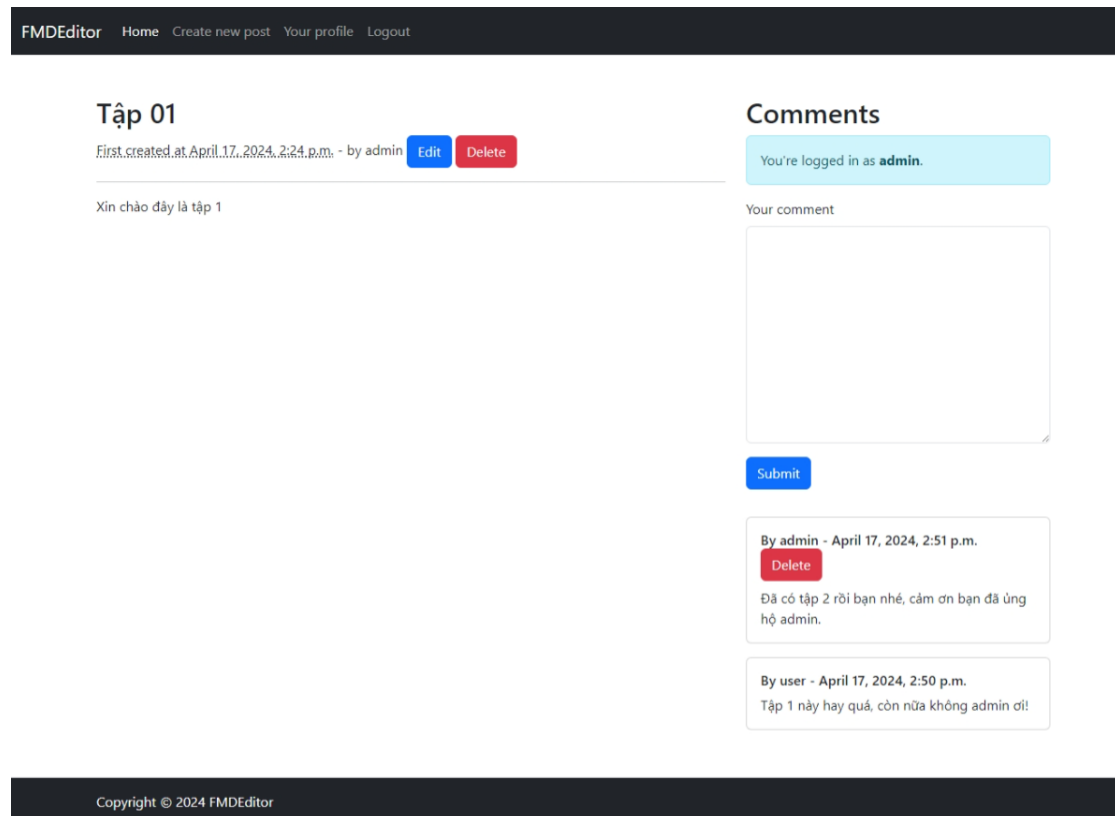 FMDEditor Home Create new post Your profile Logout
Tập 01
First created at April 17, 2024, 2:24 p.m. - by admin Edit Delete
Xin chào đây là tập 1
Comments
You're logged in as admin.
Your comment
Submit
By admin - April 17, 2024, 2:51 p.m.
Delete
Đã có tập 2 rồi bạn nhé, cảm ơn bạn đã ủng
hộ admin.
By user - April 17, 2024, 2:50 p.m.
Tập 1 này hay quá, còn nữa không admin ơi!
Copyright © 2024 FMDEditor